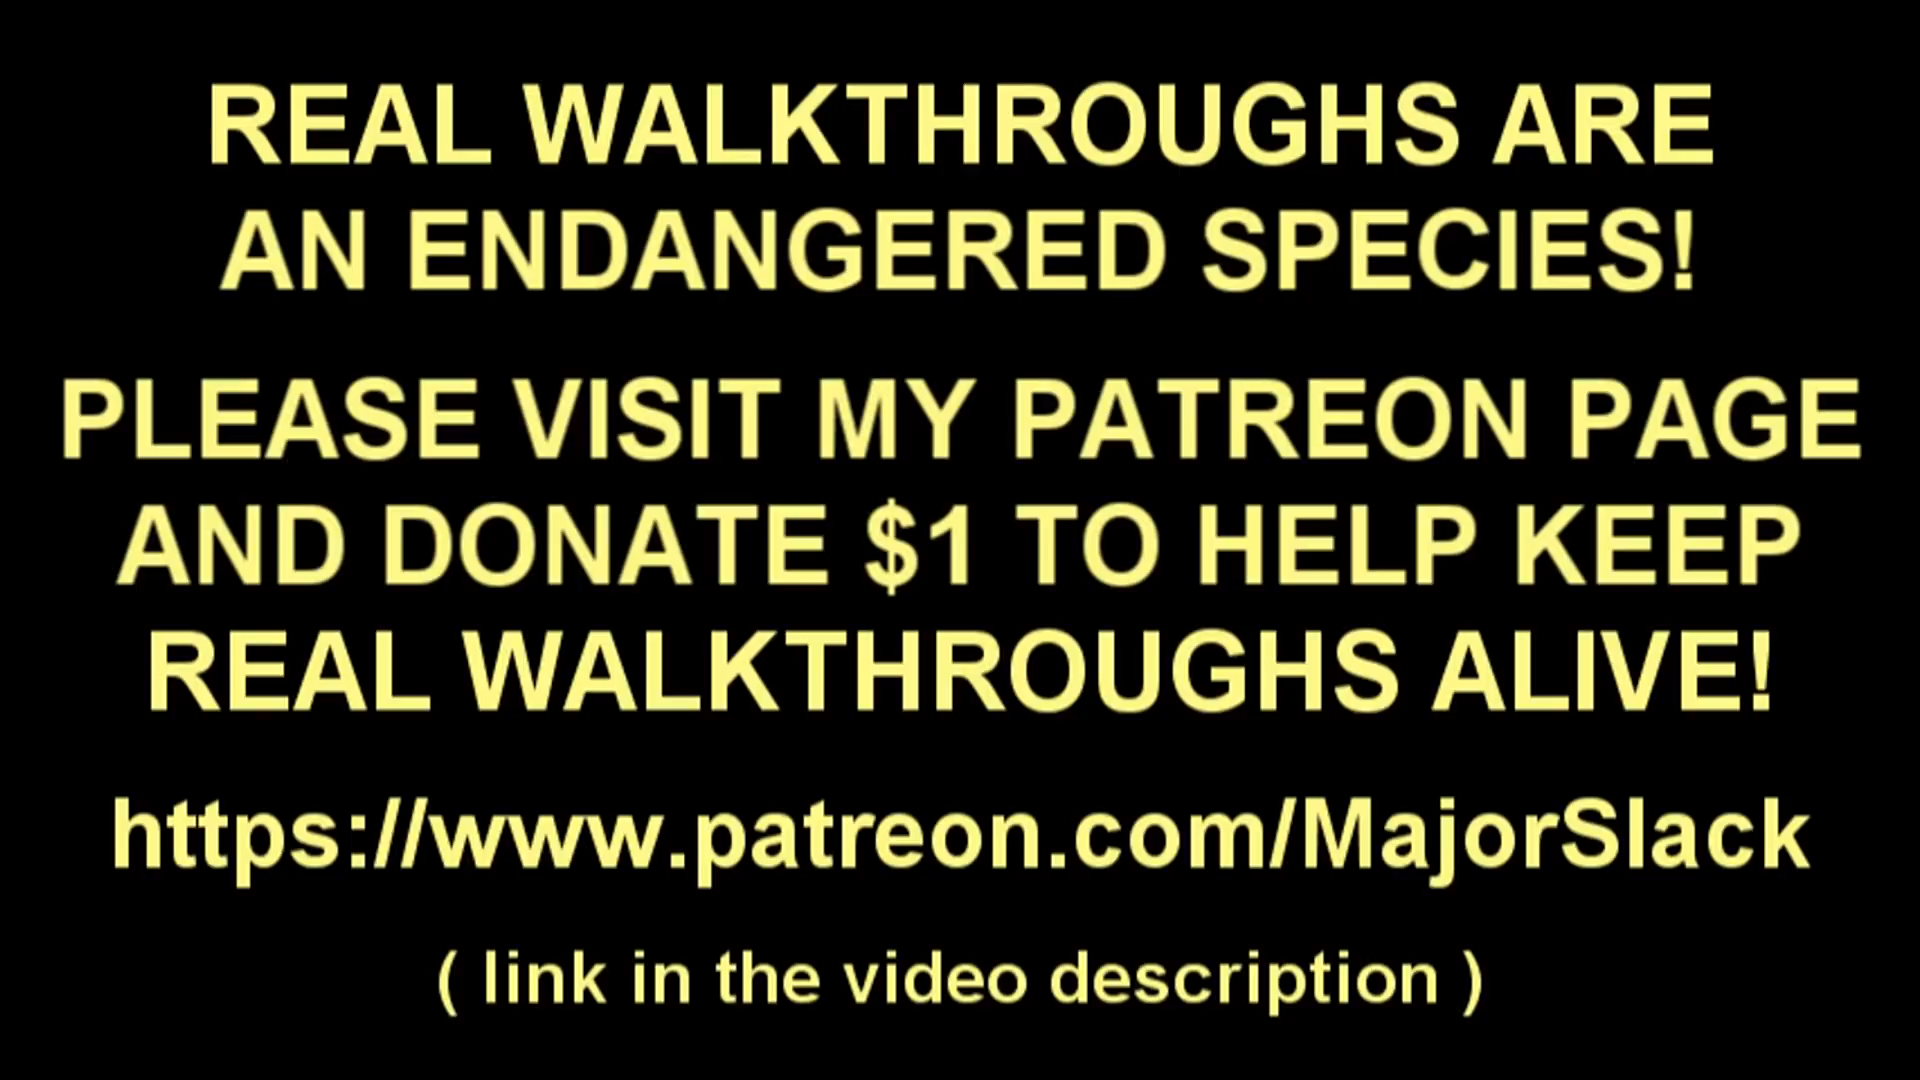 REAL WALKTHROUGHS ARE
AN ENDANGERED SPECIES!
PLEASE VISIT MY PATREON PAGE
AND DONATE $1 TO HELP KEEP
REAL WALKTHROUGHS ALIVE!
https://www.patreon.com/MajorSlack
( link in the video description )